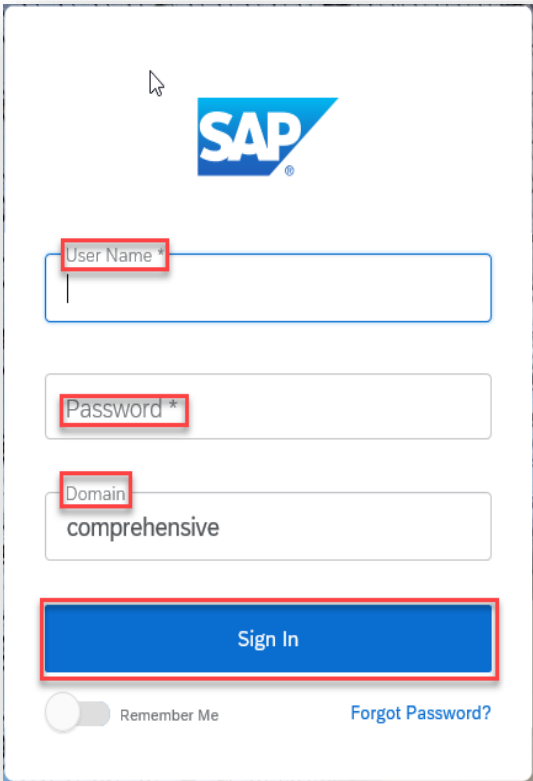 SAP
®
User Name *
Password *
Domain
comprehensive
Sign In
Remember Me
Forgot Password?